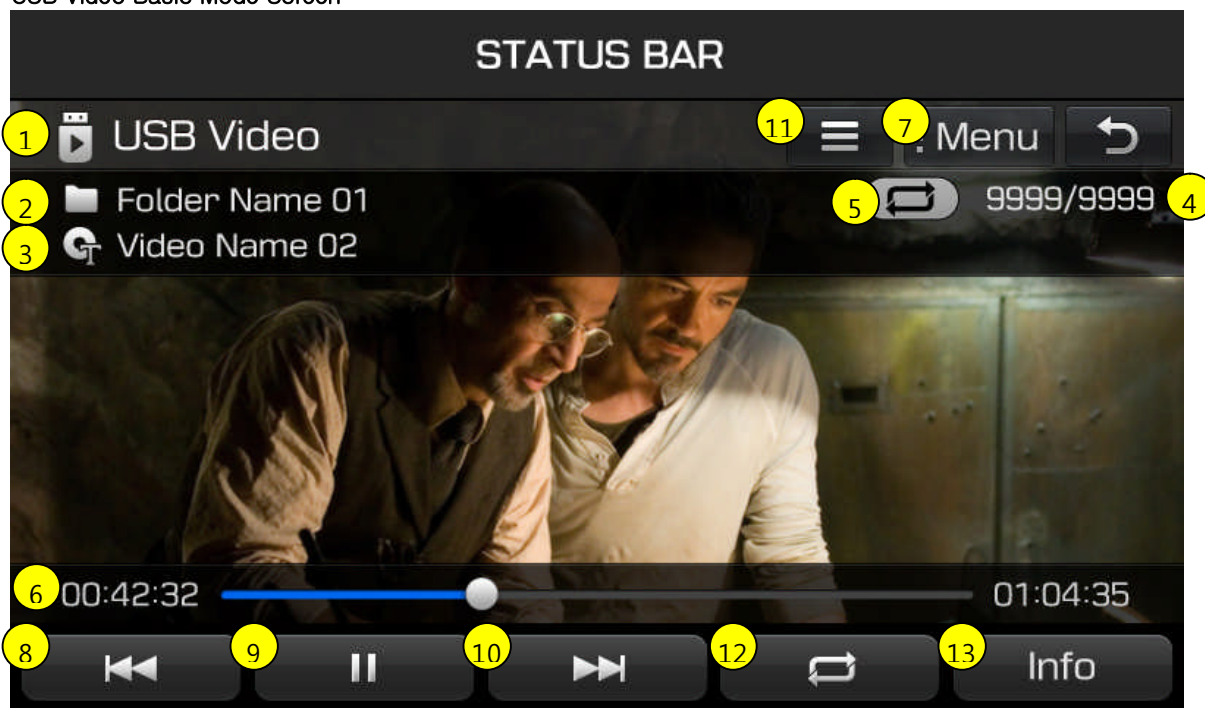 USB Video Basic Mode Screen
STATUS BAR
1 USB Video 11 7 Menu
2 Folder Name 01 5 9999/9999 4
3 Video Name 02
6 00:42:32 01:04:35
8 9 10 12 13 Info